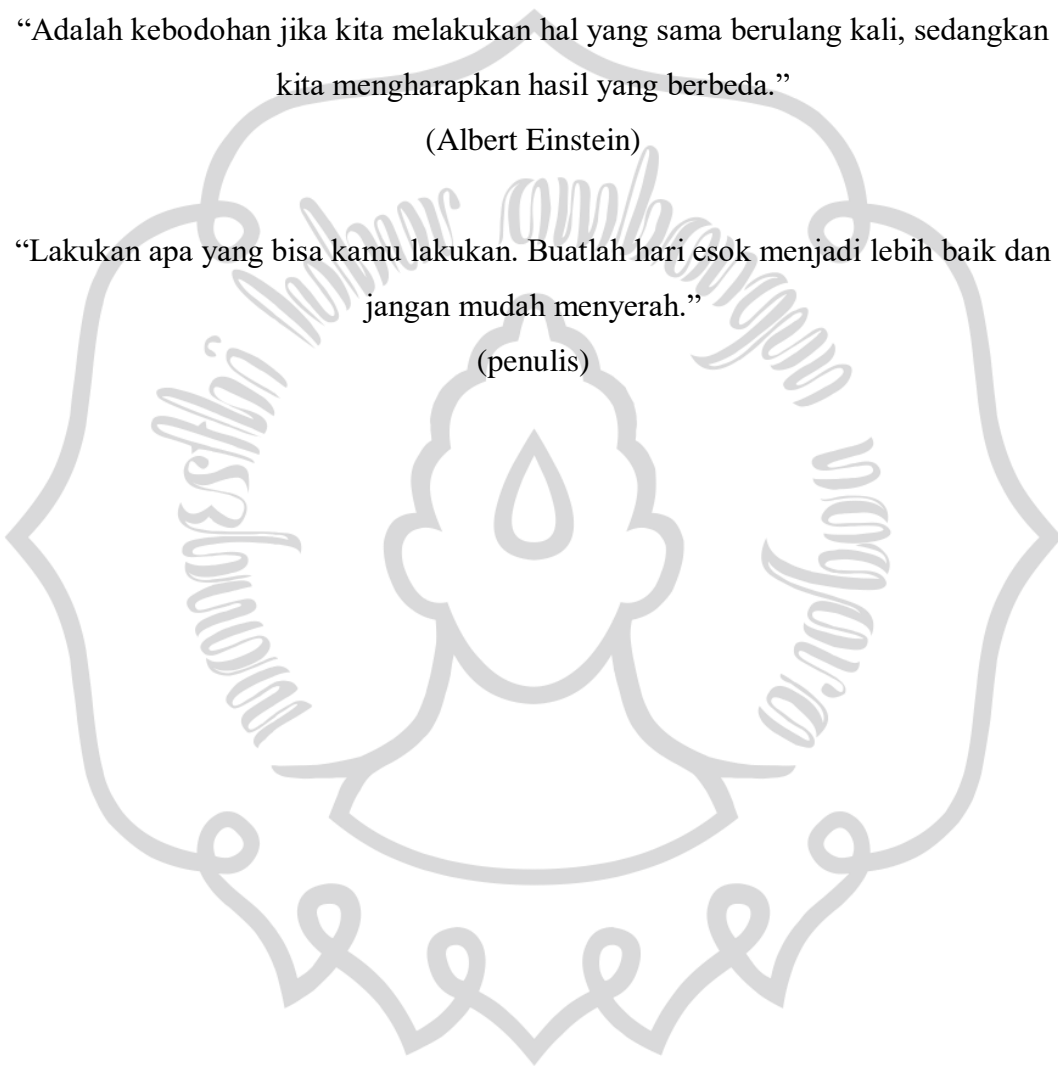 “Adalah kebodohan jika kita melakukan hal yang sama berulang kali, sedangkan
kita mengharapkan hasil yang berbeda.”
(Albert Einstein)
“Lakukan apa yang bisa kamu lakukan. Buatlah hari esok menjadi lebih baik dan
jangan mudah menyerah.”
(penulis)